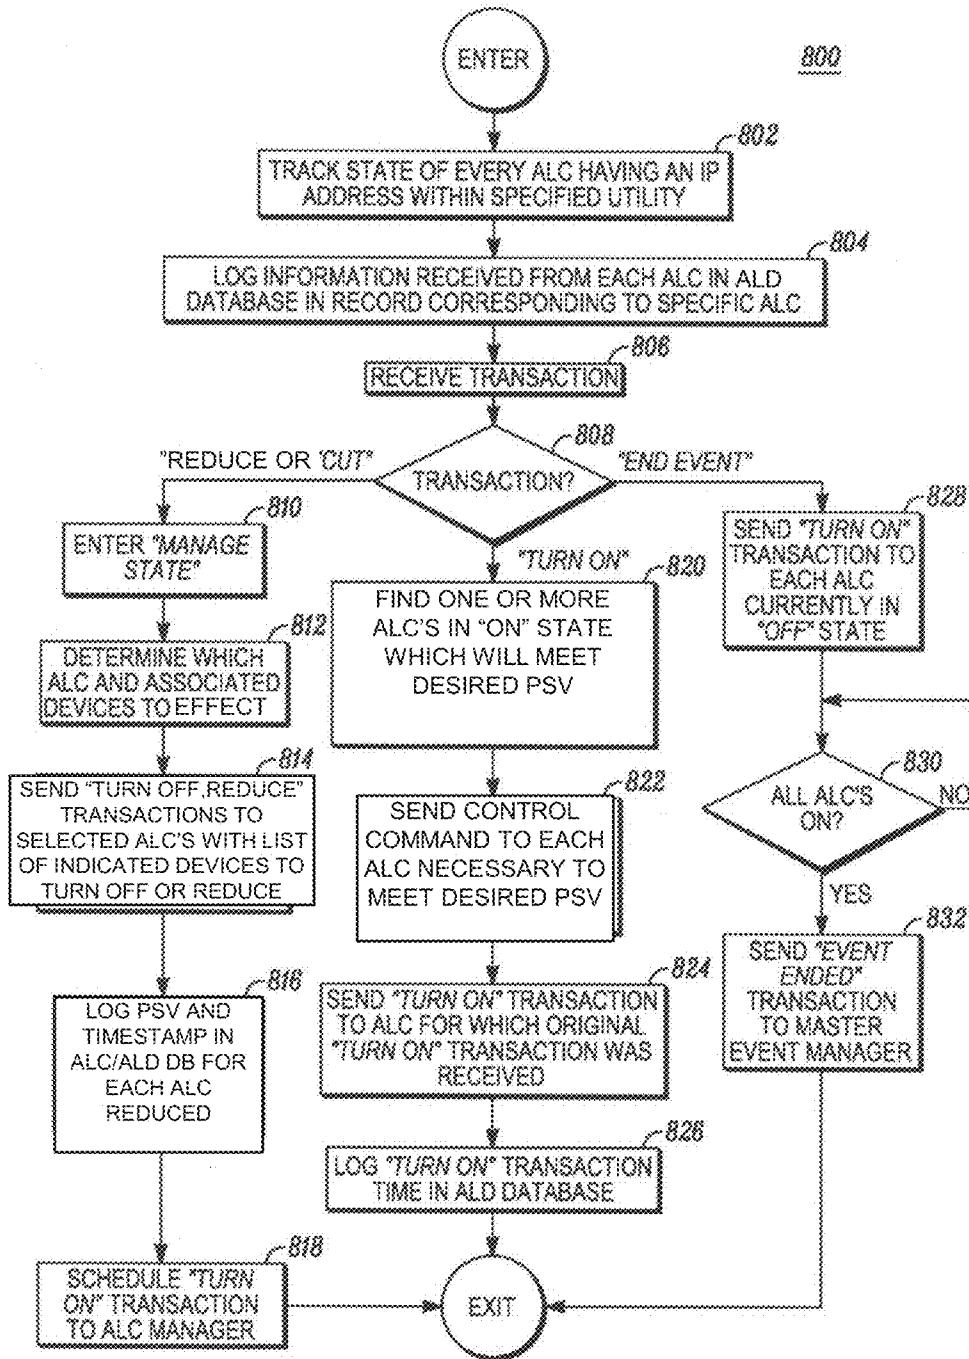 ENTER
800
802
TRACK STATE OF EVERY ALC HAVING AN IP
ADDRESS WITHIN SPECIFIED UTILITY
804
LOG INFORMATION RECEIVED FROM EACH ALC IN ALD
DATABASE IN RECORD CORRESPONDING TO SPECIFIC ALC
806
RECEIVE TRANSACTION
808
TRANSACTION?
"REDUCE OR 'CUT"
"END EVENT"
"TURN ON"
810
ENTER "MANAGE
STATE"
812
DETERMINE WHICH
ALC AND ASSOCIATED
DEVICES TO EFFECT
814
SEND "TURN OFF,REDUCE"
TRANSACTIONS TO
SELECTED ALC'S WITH LIST
OF INDICATED DEVICES TO
TURN OFF OR REDUCE
816
LOG PSV AND
TIMESTAMP IN
ALC/ALD DB FOR
EACH ALC
REDUCED
818
SCHEDULE "TURN
ON" TRANSACTION
TO ALC MANAGER
820
FIND ONE OR MORE
ALC'S IN "ON" STATE
WHICH WILL MEET
DESIRED PSV
822
SEND CONTROL
COMMAND TO EACH
ALC NECESSARY TO
MEET DESIRED PSV
824
SEND "TURN ON" TRANSACTION
TO ALC FOR WHICH ORIGINAL
"TURN ON" TRANSACTION WAS
RECEIVED
826
LOG "TURN ON" TRANSACTION
TIME IN ALD DATABASE
828
SEND "TURN ON"
TRANSACTION TO
EACH ALC
CURRENTLY IN
"OFF" STATE
830
ALL ALC'S
ON?
NO
YES
832
SEND "EVENT
ENDED"
TRANSACTION
TO MASTER
EVENT MANAGER
EXIT